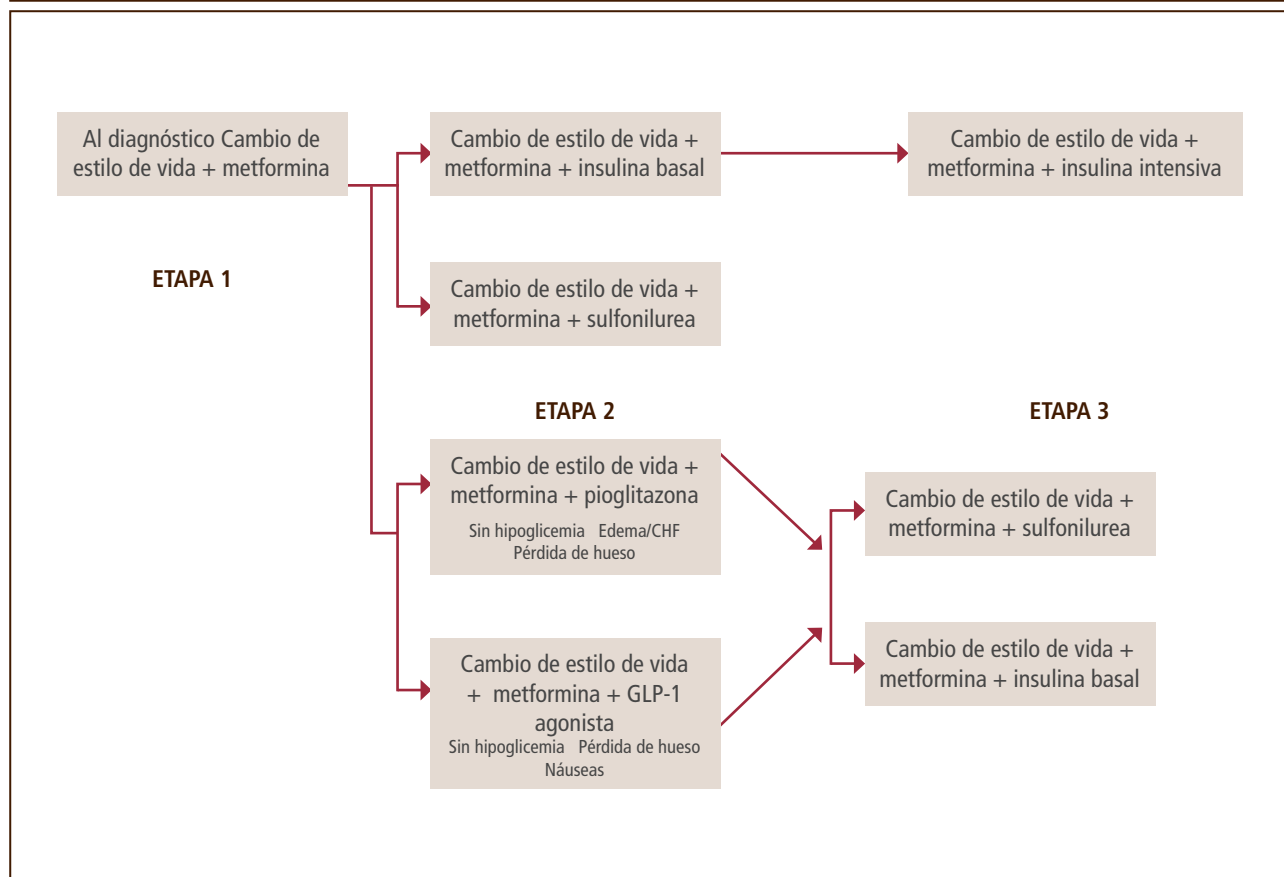 Al diagnóstico Cambio de
estilo de vida + metformina
ETAPA 1
Cambio de estilo de vida +
metformina + insulina basal
Cambio de estilo de vida +
metformina + sulfonilurea
ETAPA 2
Cambio de estilo de vida +
metformina + pioglitazona
Sin hipoglicemia Edema/CHF
Pérdida de hueso
Cambio de estilo de vida
+ metformina + GLP-1
agonista
Sin hipoglicemia Pérdida de hueso
Náuseas
Cambio de estilo de vida +
metformina + insulina intensiva
ETAPA 3
Cambio de estilo de vida +
metformina + sulfonilurea
Cambio de estilo de vida +
metformina + insulina basal